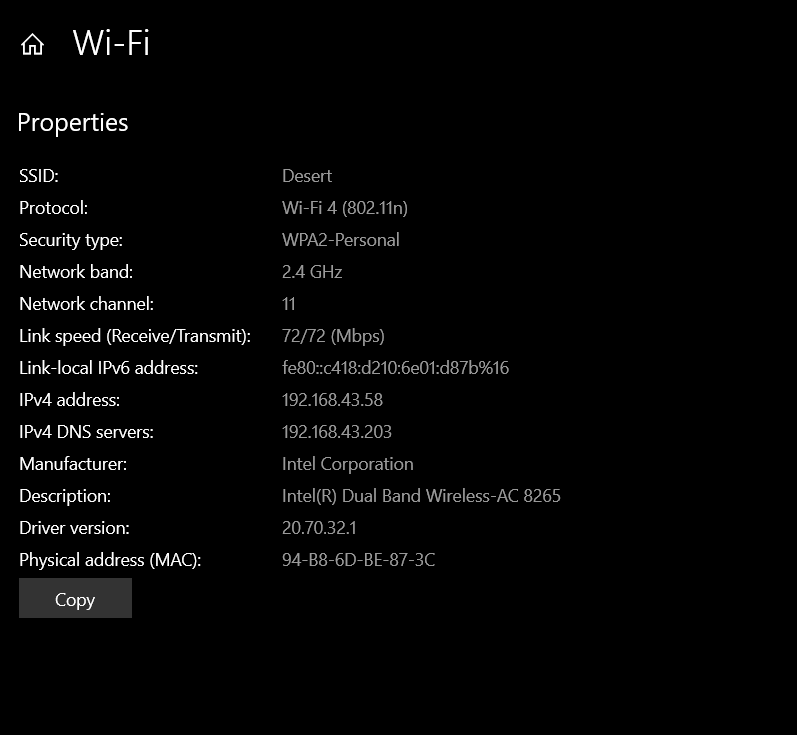 Wi-Fi
Properties
SSID: Desert
Protocol: Wi-Fi 4 (802.11n)
Security type: WPA2-Personal
Network band: 2.4 GHz
Network channel: 11
Link speed (Receive/Transmit): 72/72 (Mbps)
Link-local IPv6 address: fe80::c418:d210:6e01:d87b%16
IPv4 address: 192.168.43.58
IPv4 DNS servers: 192.168.43.203
Manufacturer: Intel Corporation
Description: Intel(R) Dual Band Wireless-AC 8265
Driver version: 20.70.32.1
Physical address (MAC): 94-B8-6D-BE-87-3C
Copy